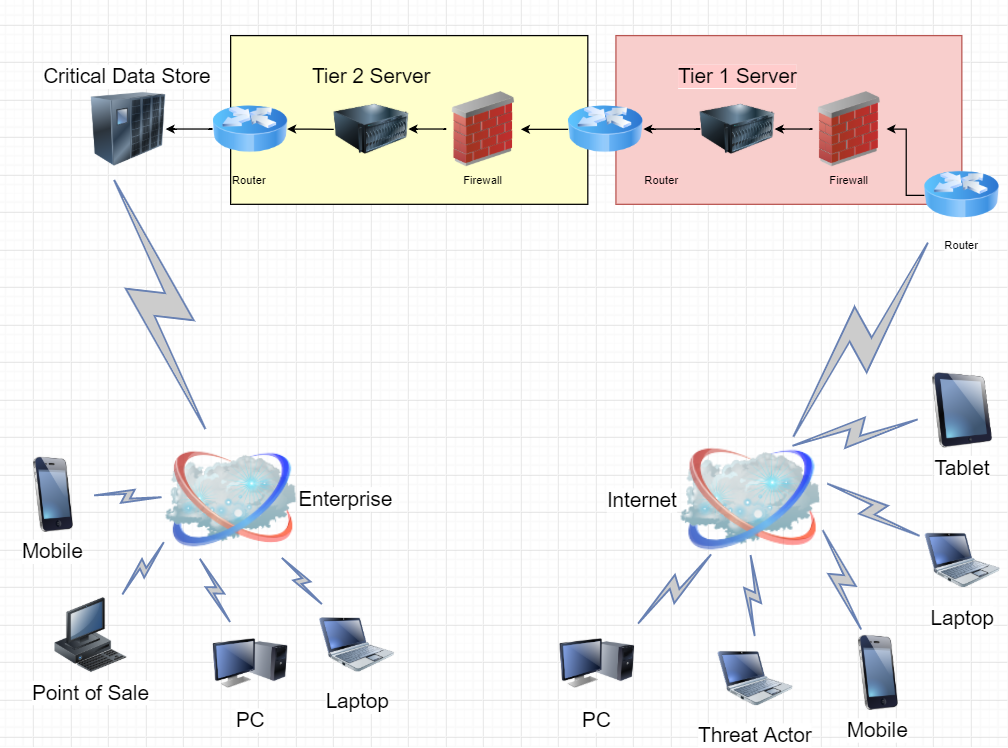 Critical Data Store
Tier 2 Server
Tier 1 Server
Router
Firewall
Router
Firewall
Router
Tablet
Enterprise
Internet
Mobile
Laptop
Point of Sale
Laptop
PC
PC
Threat Actor
Mobile